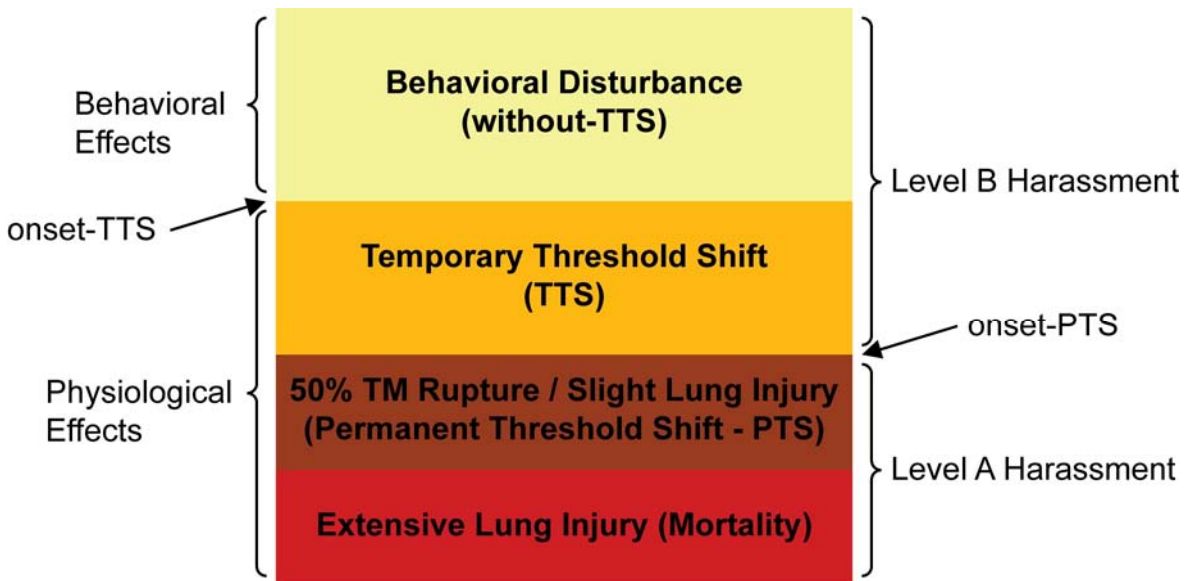 Behavioral
Effects
onset-TTS
Physiological
Effects
Behavioral Disturbance
(without-TTS)
Temporary Threshold Shift
(TTS)
50% TM Rupture / Slight Lung Injury
(Permanent Threshold Shift - PTS)
Extensive Lung Injury (Mortality)
Level B Harassment
onset-PTS
Level A Harassment